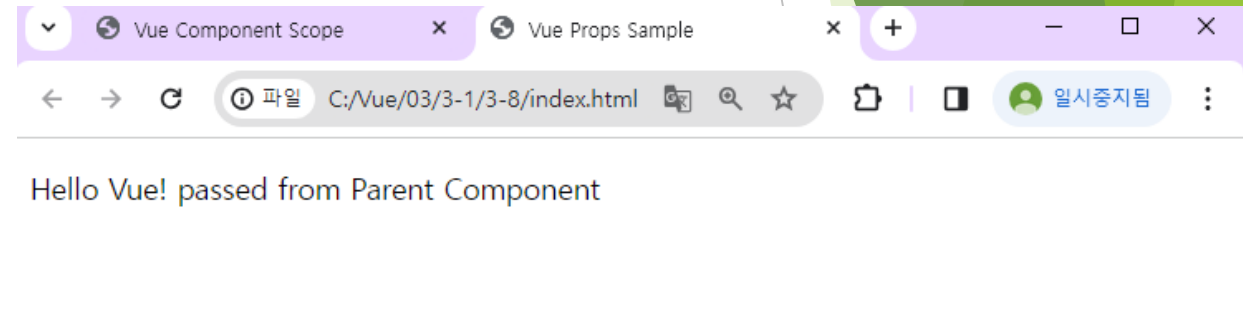 Vue Component Scope
Vue Props Sample
파일 C:/Vue/03/3-1/3-8/index.html 일시중지됨
Hello Vue! passed from Parent Component